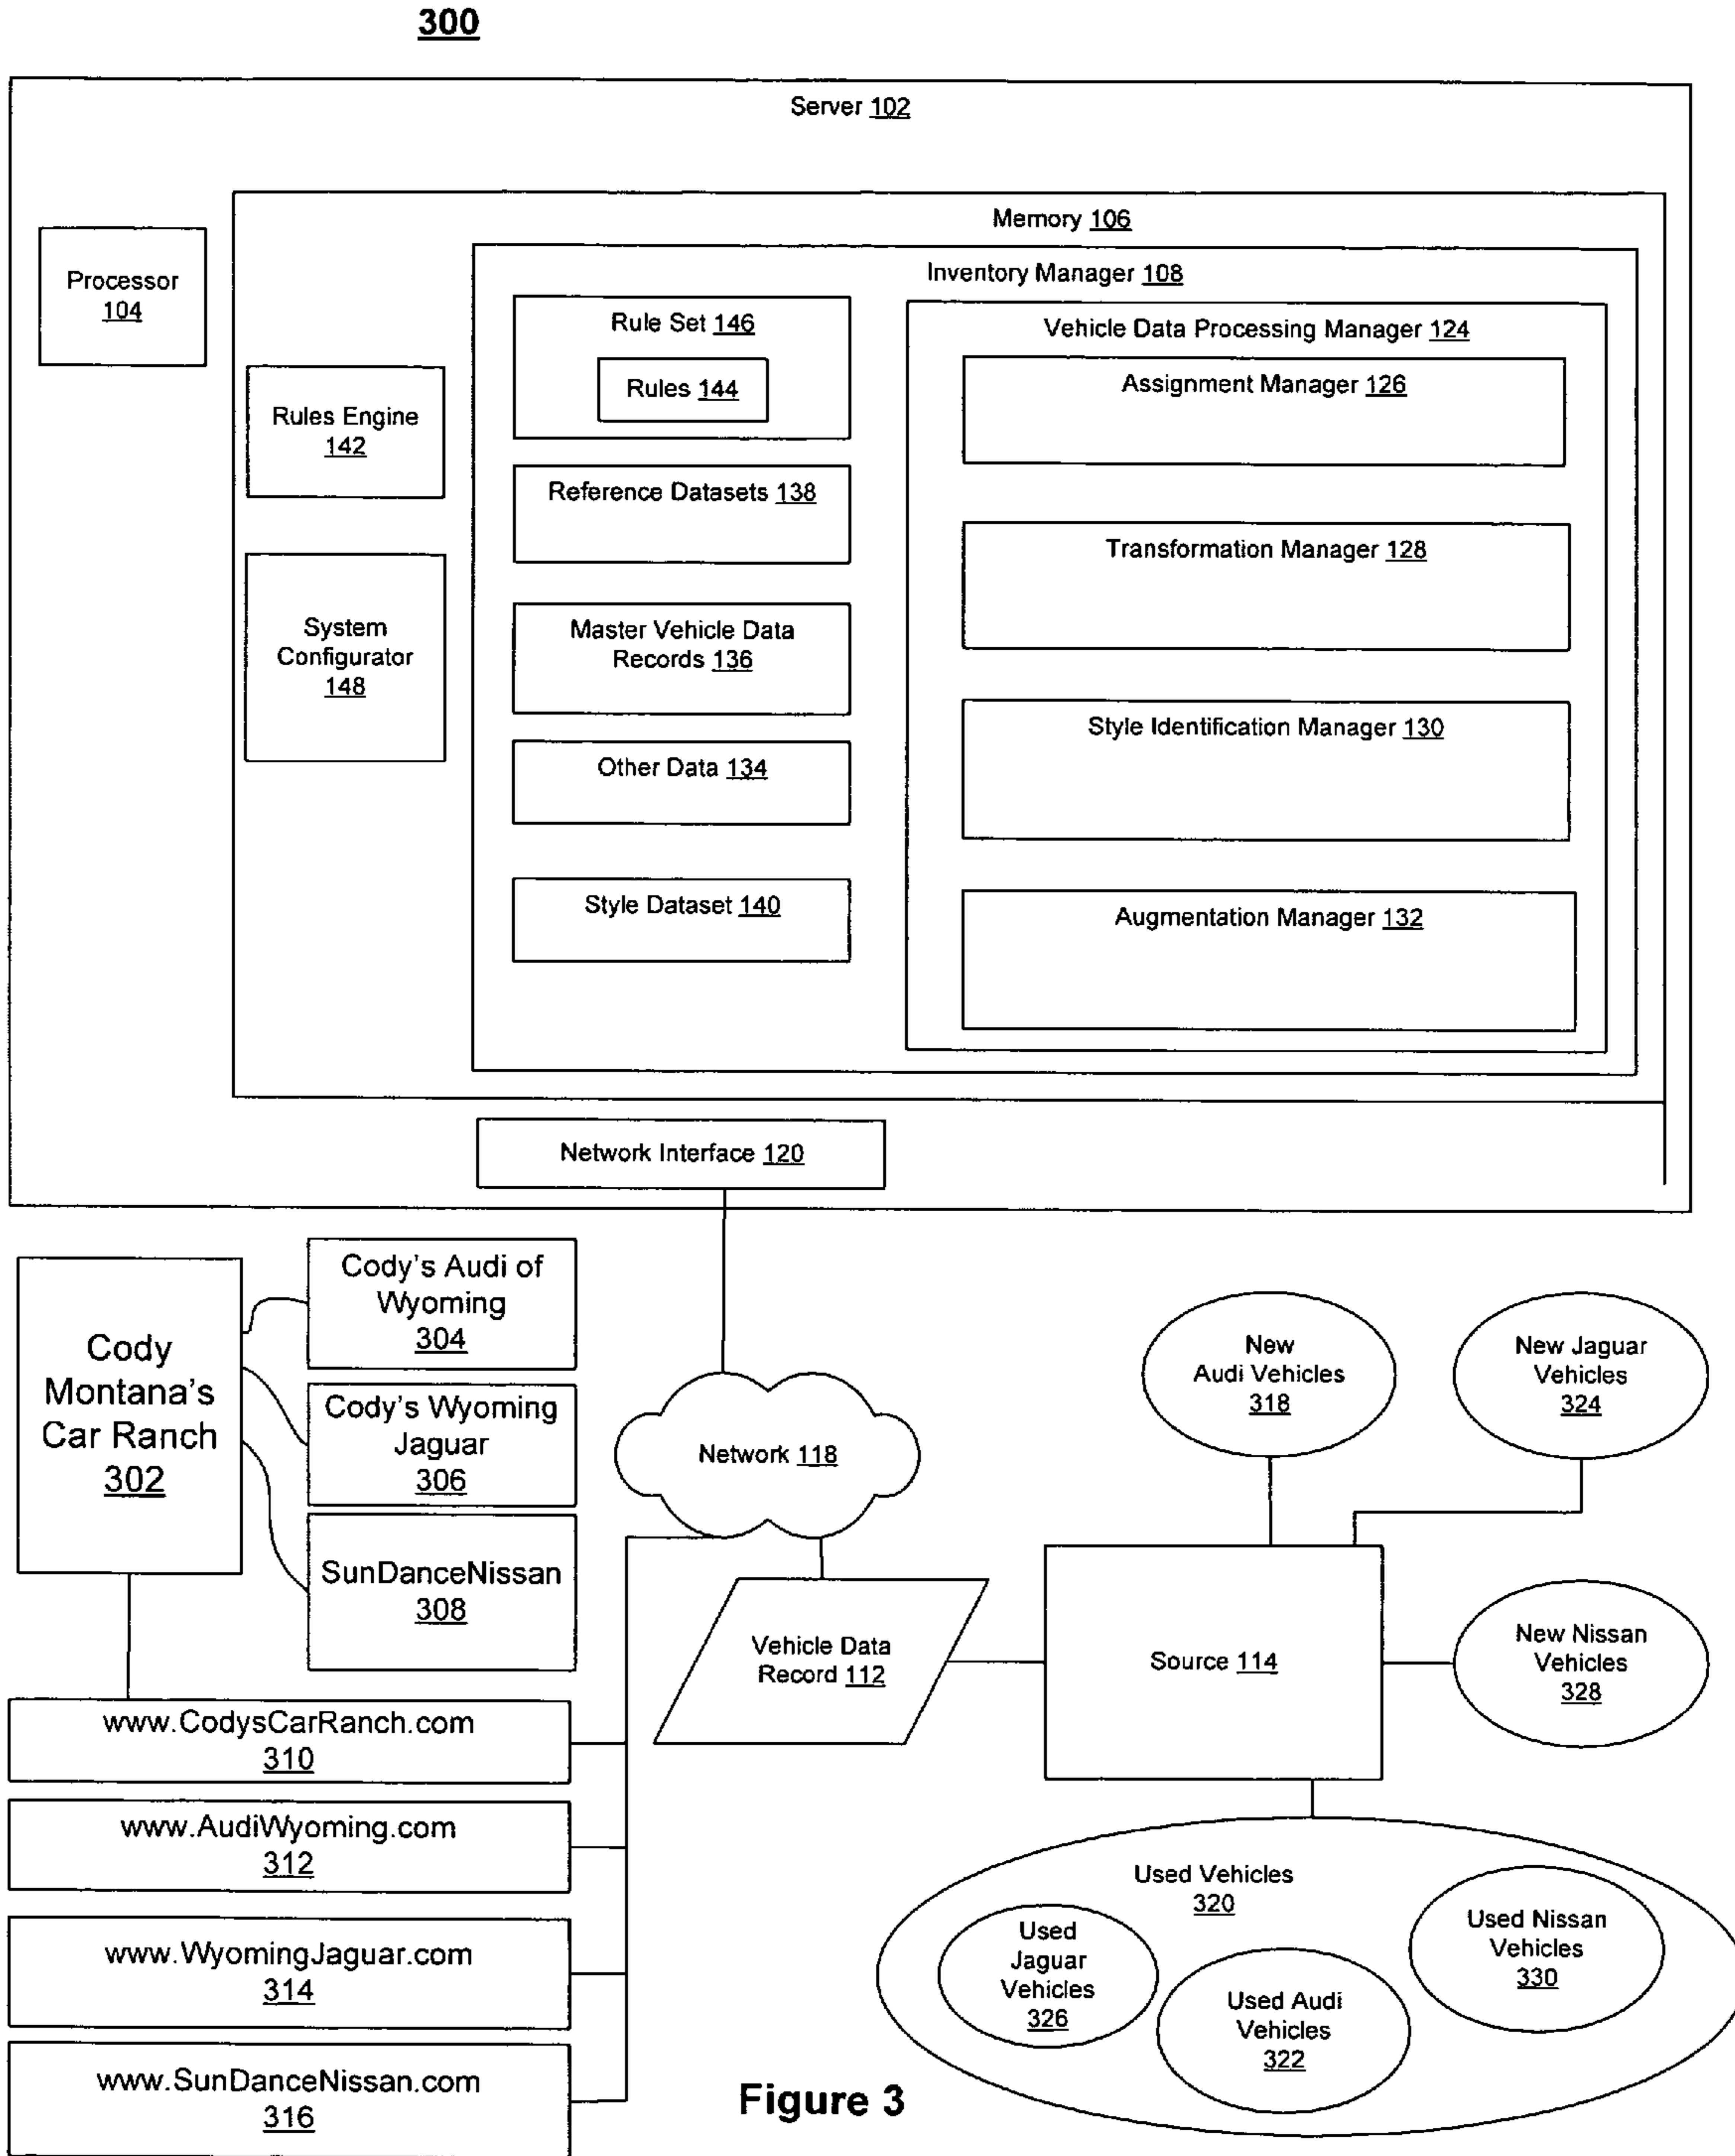 300
Server 102
Memory 106
Processor
104
Inventory Manager 108
Rule Set 146
Rules 144
Vehicle Data Processing Manager 124
Assignment Manager 126
Rules Engine
142
Reference Datasets 138
Transformation Manager 128
System
Configurator
148
Master Vehicle Data
Records 136
Style Identification Manager 130
Other Data 134
Style Dataset 140
Augmentation Manager 132
Network Interface 120
Cody
Montana's
Car Ranch
302
Cody's Audi of
Wyoming
304
Cody's Wyoming
Jaguar
306
SunDanceNissan
308
Network 118
New
Audi Vehicles
318
New Jaguar
Vehicles
324
Vehicle Data
Record 112
Source 114
New Nissan
Vehicles
328
www.CodysCarRanch.com
310
www.AudiWyoming.com
312
www.WyomingJaguar.com
314
www.SunDanceNissan.com
316
Used Vehicles
320
Used
Jaguar
Vehicles
326
Used Audi
Vehicles
322
Used Nissan
Vehicles
330
Figure 3